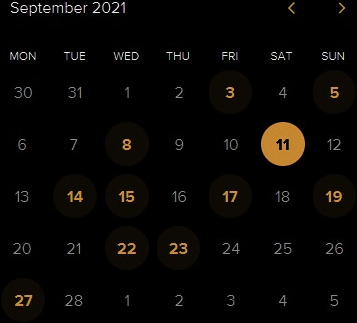 September 2021
MON TUE WED THU FRI SAT SUN
30 31 1 2 3 4 5
6 7 8 9 10 11 12
13 14 15 16 17 18 19
20 21 22 23 24 25 26
27 28 1 2 3 4 5